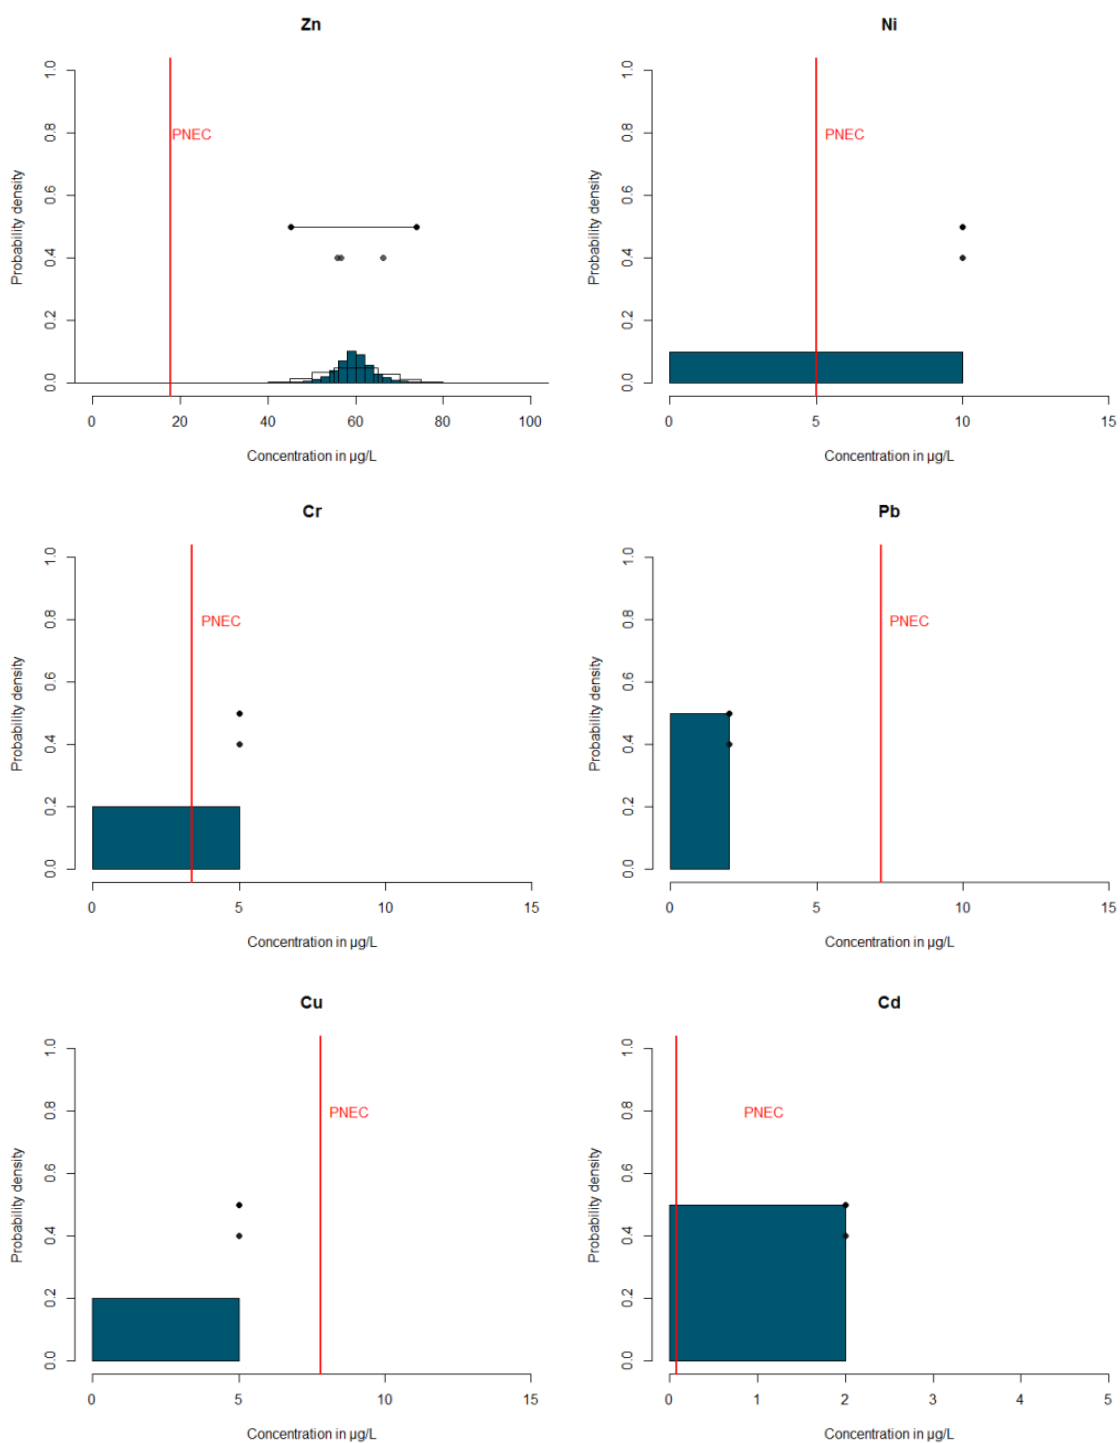 Zn
Probability density
1.0
0.8
0.6
0.4
0.2
0.0
PNEC
0 20 40 60 80 100
Concentration in µg/L
Ni
Probability density
1.0
0.8
0.6
0.4
0.2
0.0
PNEC
0 5 10 15
Concentration in µg/L
Cr
Probability density
1.0
0.8
0.6
0.4
0.2
0.0
PNEC
0 5 10 15
Concentration in µg/L
Pb
Probability density
1.0
0.8
0.6
0.4
0.2
0.0
PNEC
0 5 10 15
Concentration in µg/L
Cu
Probability density
1.0
0.8
0.6
0.4
0.2
0.0
PNEC
0 5 10 15
Concentration in µg/L
Cd
Probability density
1.0
0.8
0.6
0.4
0.2
0.0
PNEC
0 1 2 3 4 5
Concentration in µg/L